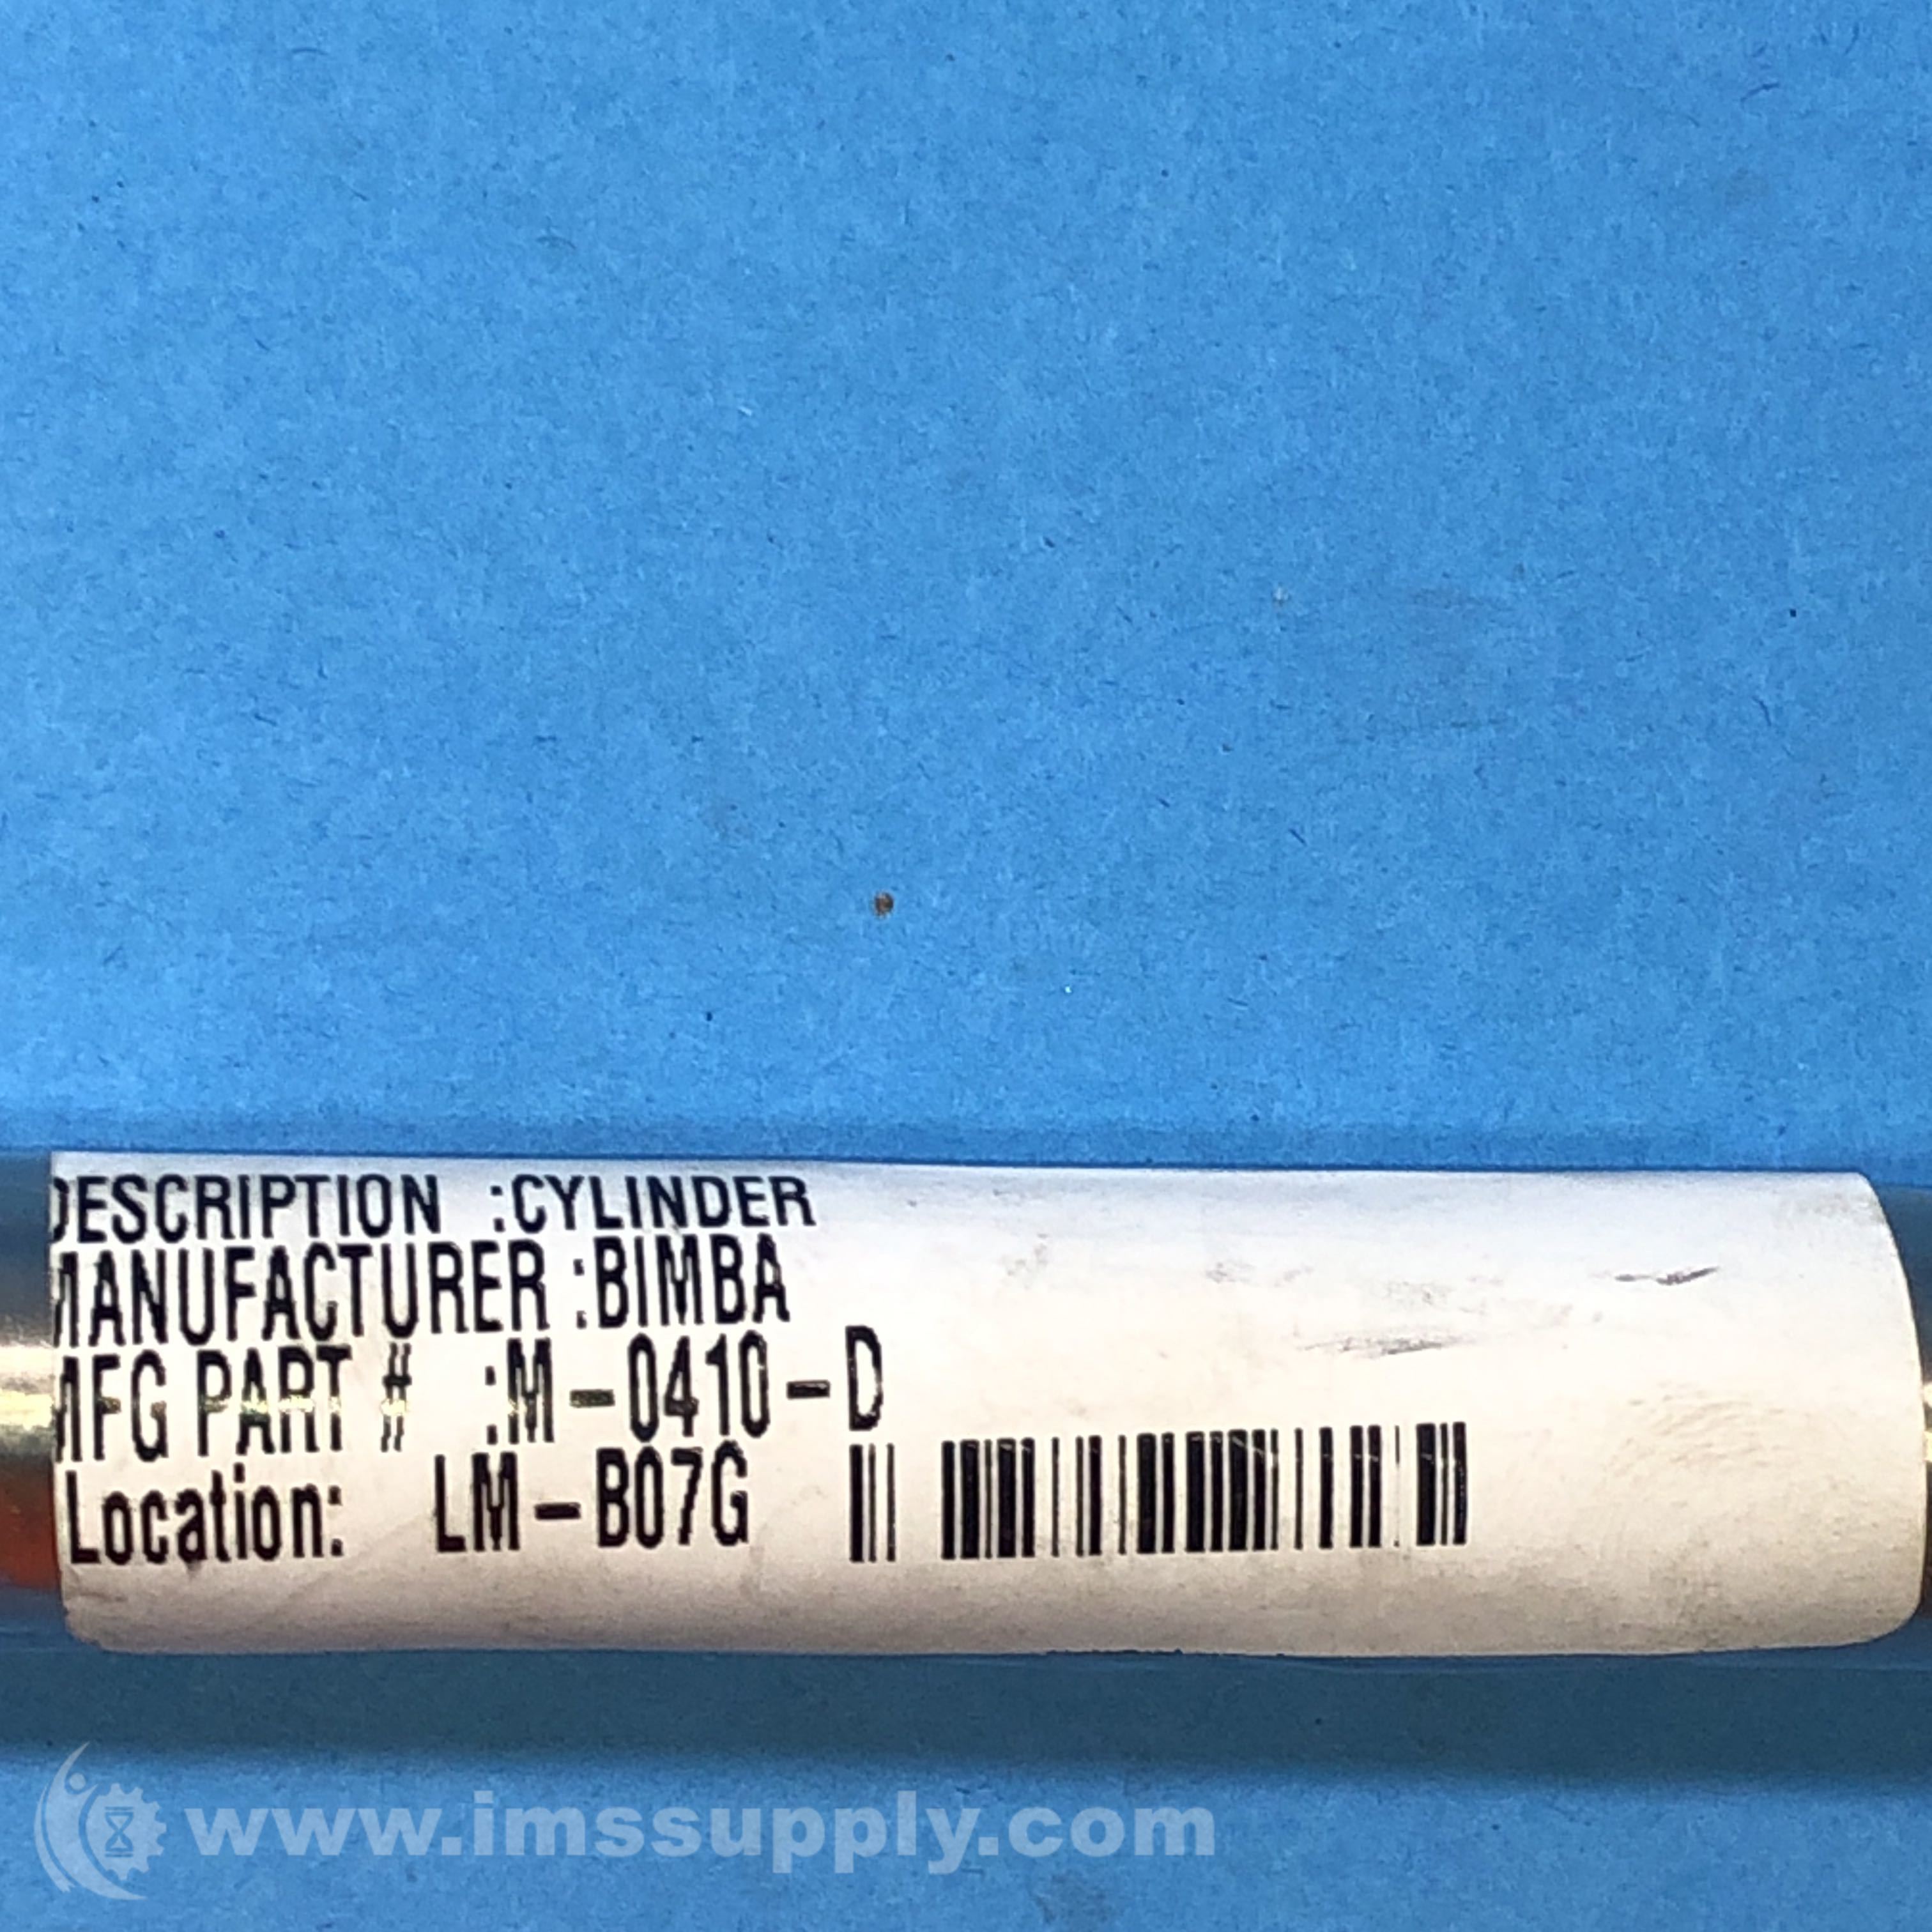 DESCRIPTION :CYLINDER
MANUFACTURER :BIMBA
MFG PART # :M-0410-D
Location: LM-B07G
www.imssupply.com